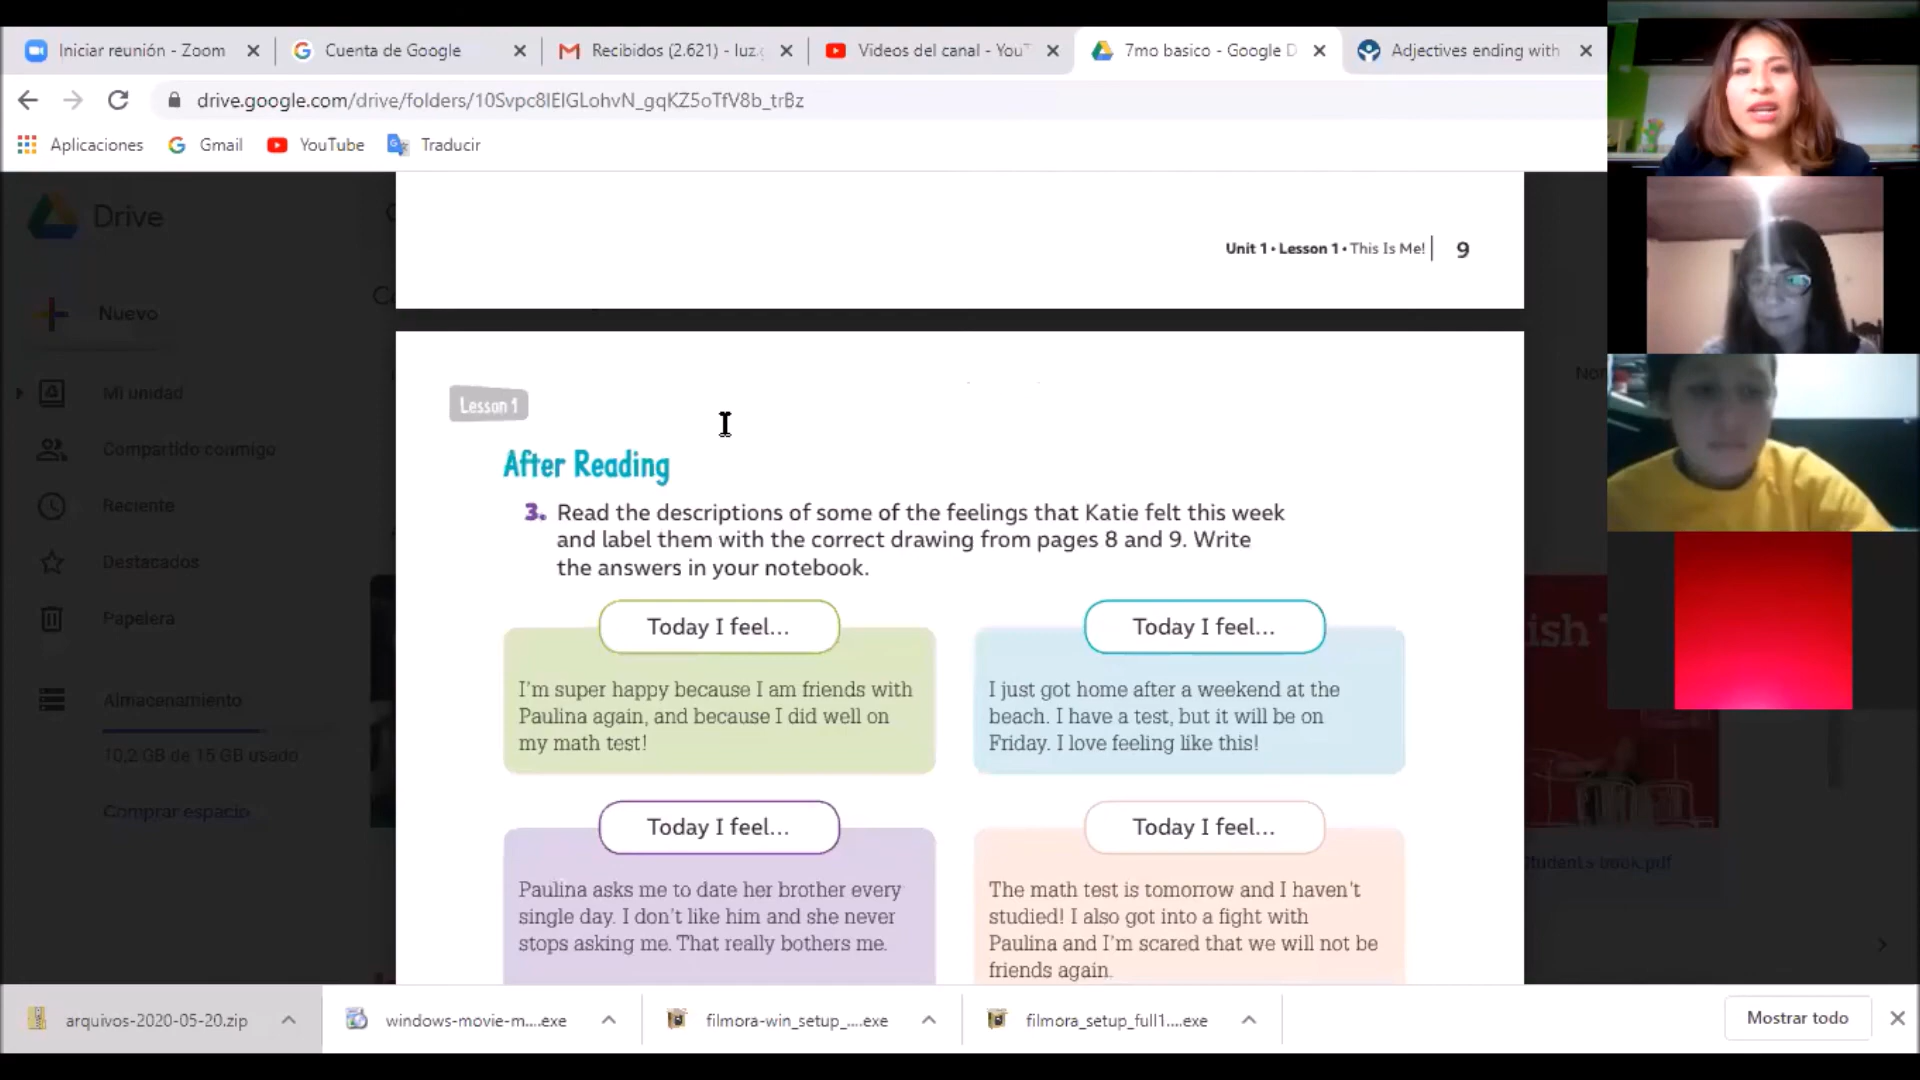 Iniciar reunión - Zoom
Cuenta de Google
Recibidos (2.621) - luz.
Videos del canal - YouT
7mo basico - Google D
Adjectives ending with
drive.google.com/drive/folders/10Svpc8IEIGLohvN_gqKZ5oTfV8b_trBz
Aplicaciones
Gmail
YouTube
Traducir
Drive
Nuevo
Mi unidad
Compartido conmigo
Reciente
Destacados
Papelera
Almacenamiento
10,2 GB de 15 GB usado
Comprar espacio
Unit 1 • Lesson 1 • This Is Me! 9
Lesson 1
After Reading
3. Read the descriptions of some of the feelings that Katie felt this week
and label them with the correct drawing from pages 8 and 9. Write
the answers in your notebook.
Today I feel...
I'm super happy because I am friends with
Paulina again, and because I did well on
my math test!
Today I feel...
I just got home after a weekend at the
beach. I have a test, but it will be on
Friday. I love feeling like this!
Today I feel...
Paulina asks me to date her brother every
single day. I don't like him and she never
stops asking me. That really bothers me.
Today I feel...
The math test is tomorrow and I haven't
studied! I also got into a fight with
Paulina and I'm scared that we will not be
friends again.
ish
Student's book.pdf
arquivos-2020-05-20.zip
windows-movie-m....exe
filmora-win_setup_....exe
filmora_setup_full1....exe
Mostrar todo